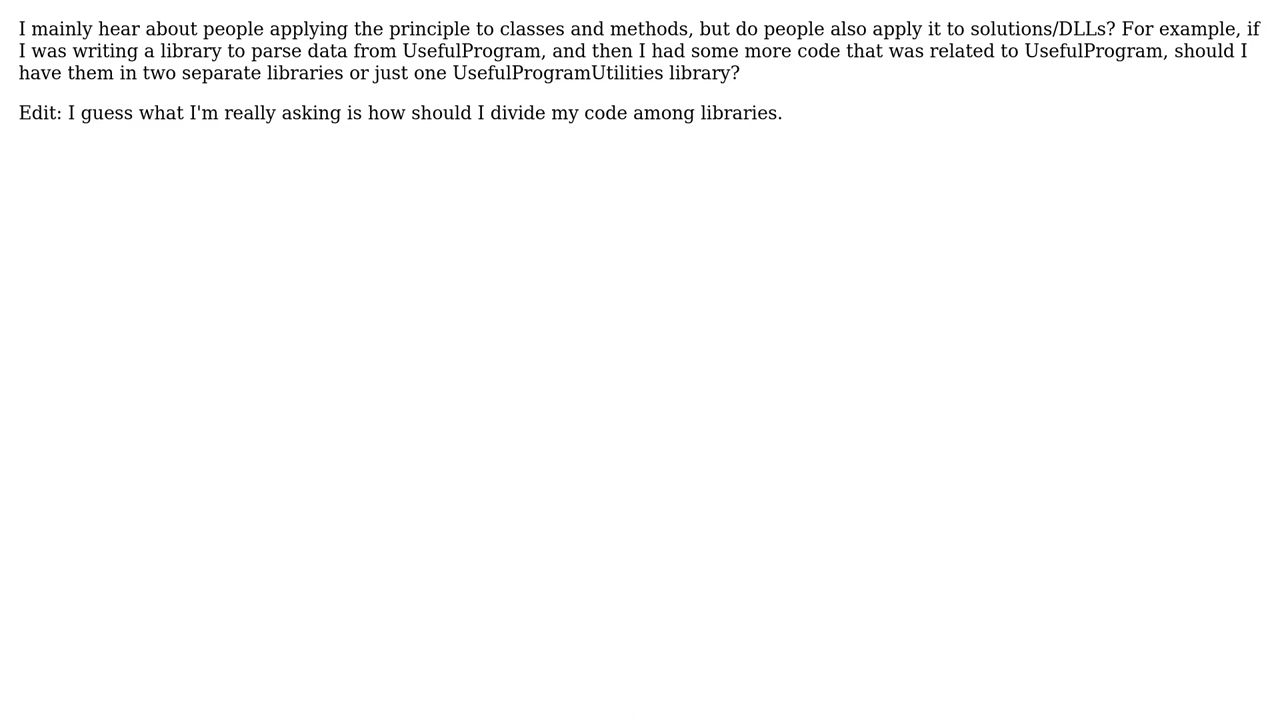 I mainly hear about people applying the principle to classes and methods, but do people also apply it to solutions/DLLs? For example, if
I was writing a library to parse data from UsefulProgram, and then I had some more code that was related to UsefulProgram, should I
have them in two separate libraries or just one UsefulProgramUtilities library?
Edit: I guess what I'm really asking is how should I divide my code among libraries.